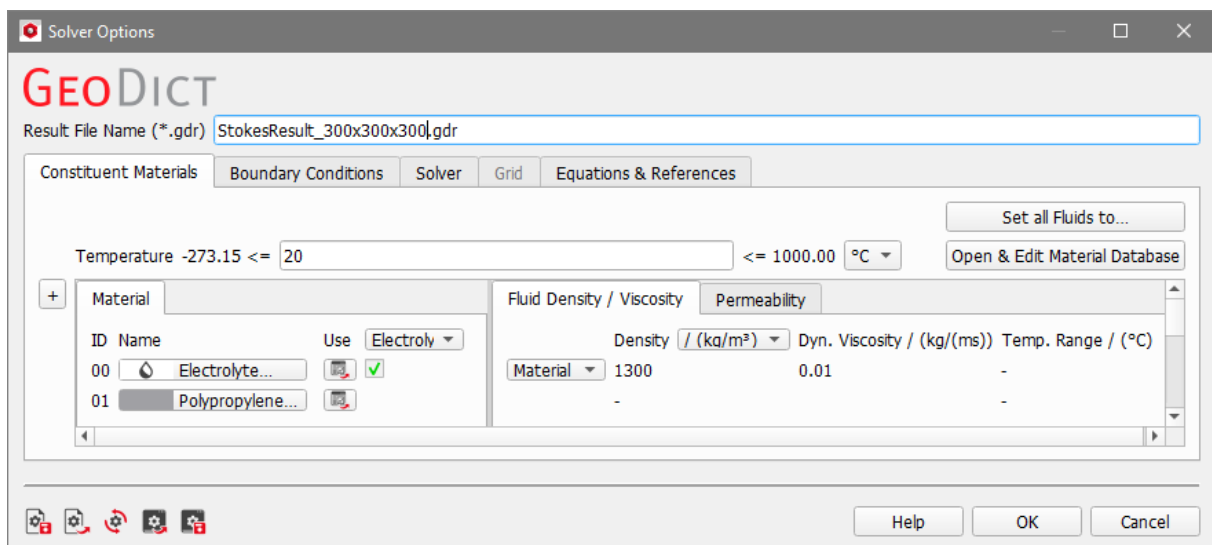 Solver Options
GEODICT
Result File Name (*.gdr) StokesResult_300x300x300.gdr
Constituent Materials Boundary Conditions Solver Grid Equations & References
Set all Fluids to...
Temperature -273.15 <= 20 <= 1000.00 °C Open & Edit Material Database
+ Material Fluid Density / Viscosity Permeability
ID Name Use Electroly Density / (kg/m³) Dyn. Viscosity / (kg/(ms)) Temp. Range / (°C)
00 Electrolyte... Material 1300 0.01 -
01 Polypropylene... - -
Help OK Cancel